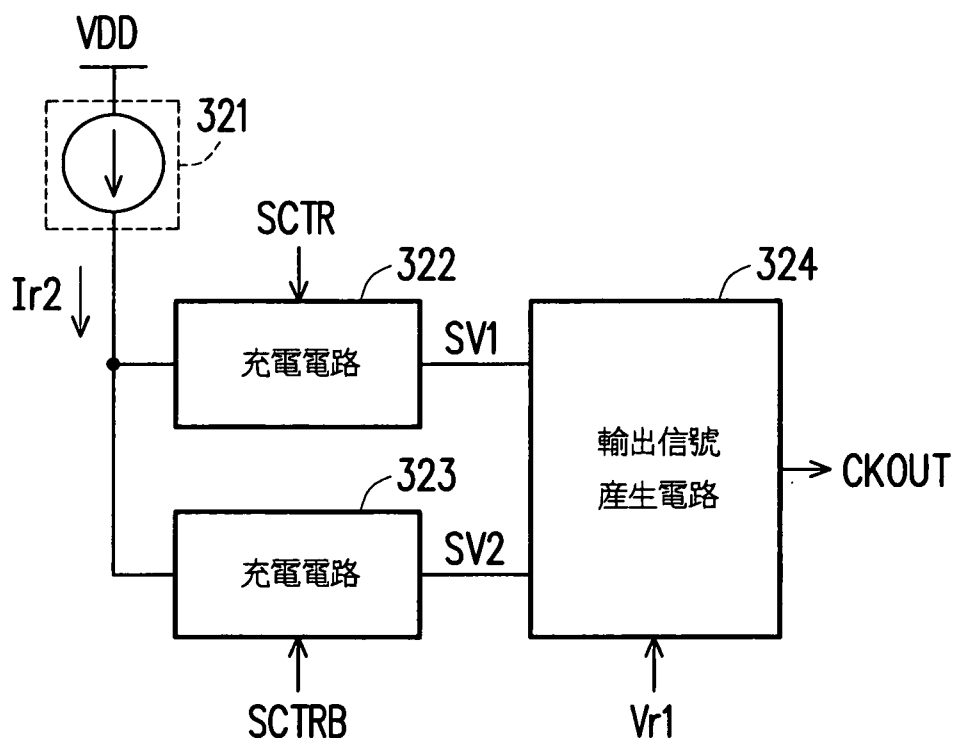 VDD
321
SCTR
322
324
Ir2
充電電路
SV1
輸出信號
產生電路
CKOUT
323
SV2
充電電路
SCTRB
Vr1